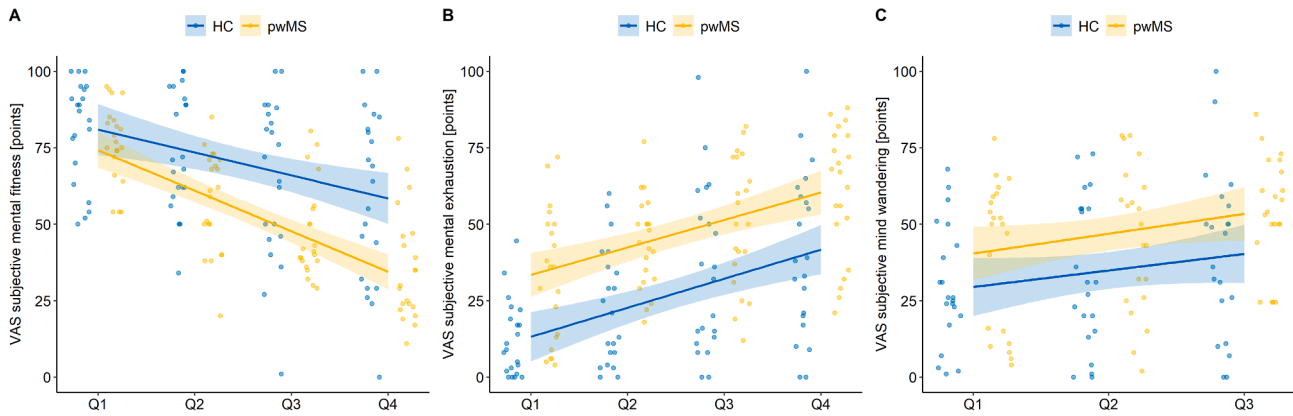 A
HC pwMS
VAS subjective mental fitness [points]
100
75
50
25
0
Q1 Q2 Q3 Q4
B
HC pwMS
VAS subjective mental exhaustion [points]
100
75
50
25
0
Q1 Q2 Q3 Q4
C
HC pwMS
VAS subjective mind wandering [points]
100
75
50
25
0
Q1 Q2 Q3